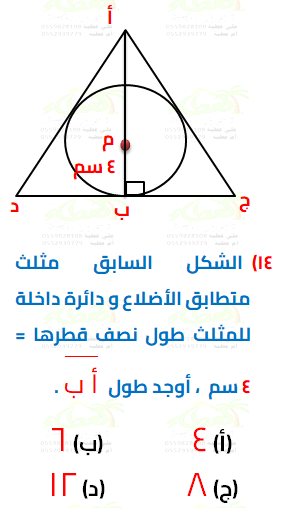 أ
م
٤ سم
د
ب
ج
١٤) الشكل السابق مثلث
متطابق الأضلاع و دائرة داخلة
للمثلث طول نصف قطرها =
٤ سم ، أوجد طول أ ب .
(أ) ٤ (ب) ٦
(ج) ٨ (د) ١٢